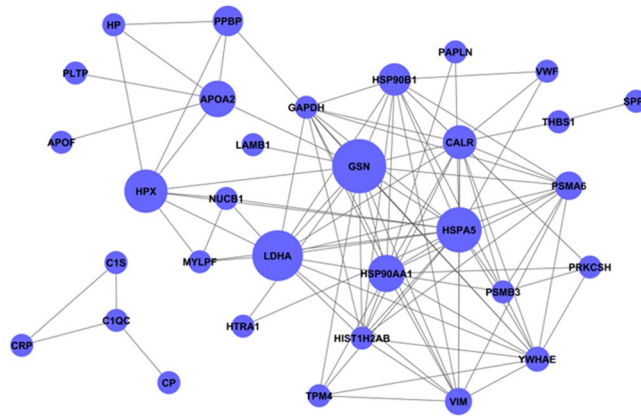 HP
PPBP
PAPLN
PLTP
HSP90B1
VWF
APOA2
SPP
GAPDH
THBS1
APOF
LAMB1
CALR
GSN
PSMA6
HPX
NUCB1
HSPA5
C1S
MYLPF
LDHA
HSP90AA1
PRKCSH
PSMB3
C1QC
HTRA1
HIST1H2AB
CRP
YWHAE
CP
TPM4
VIM